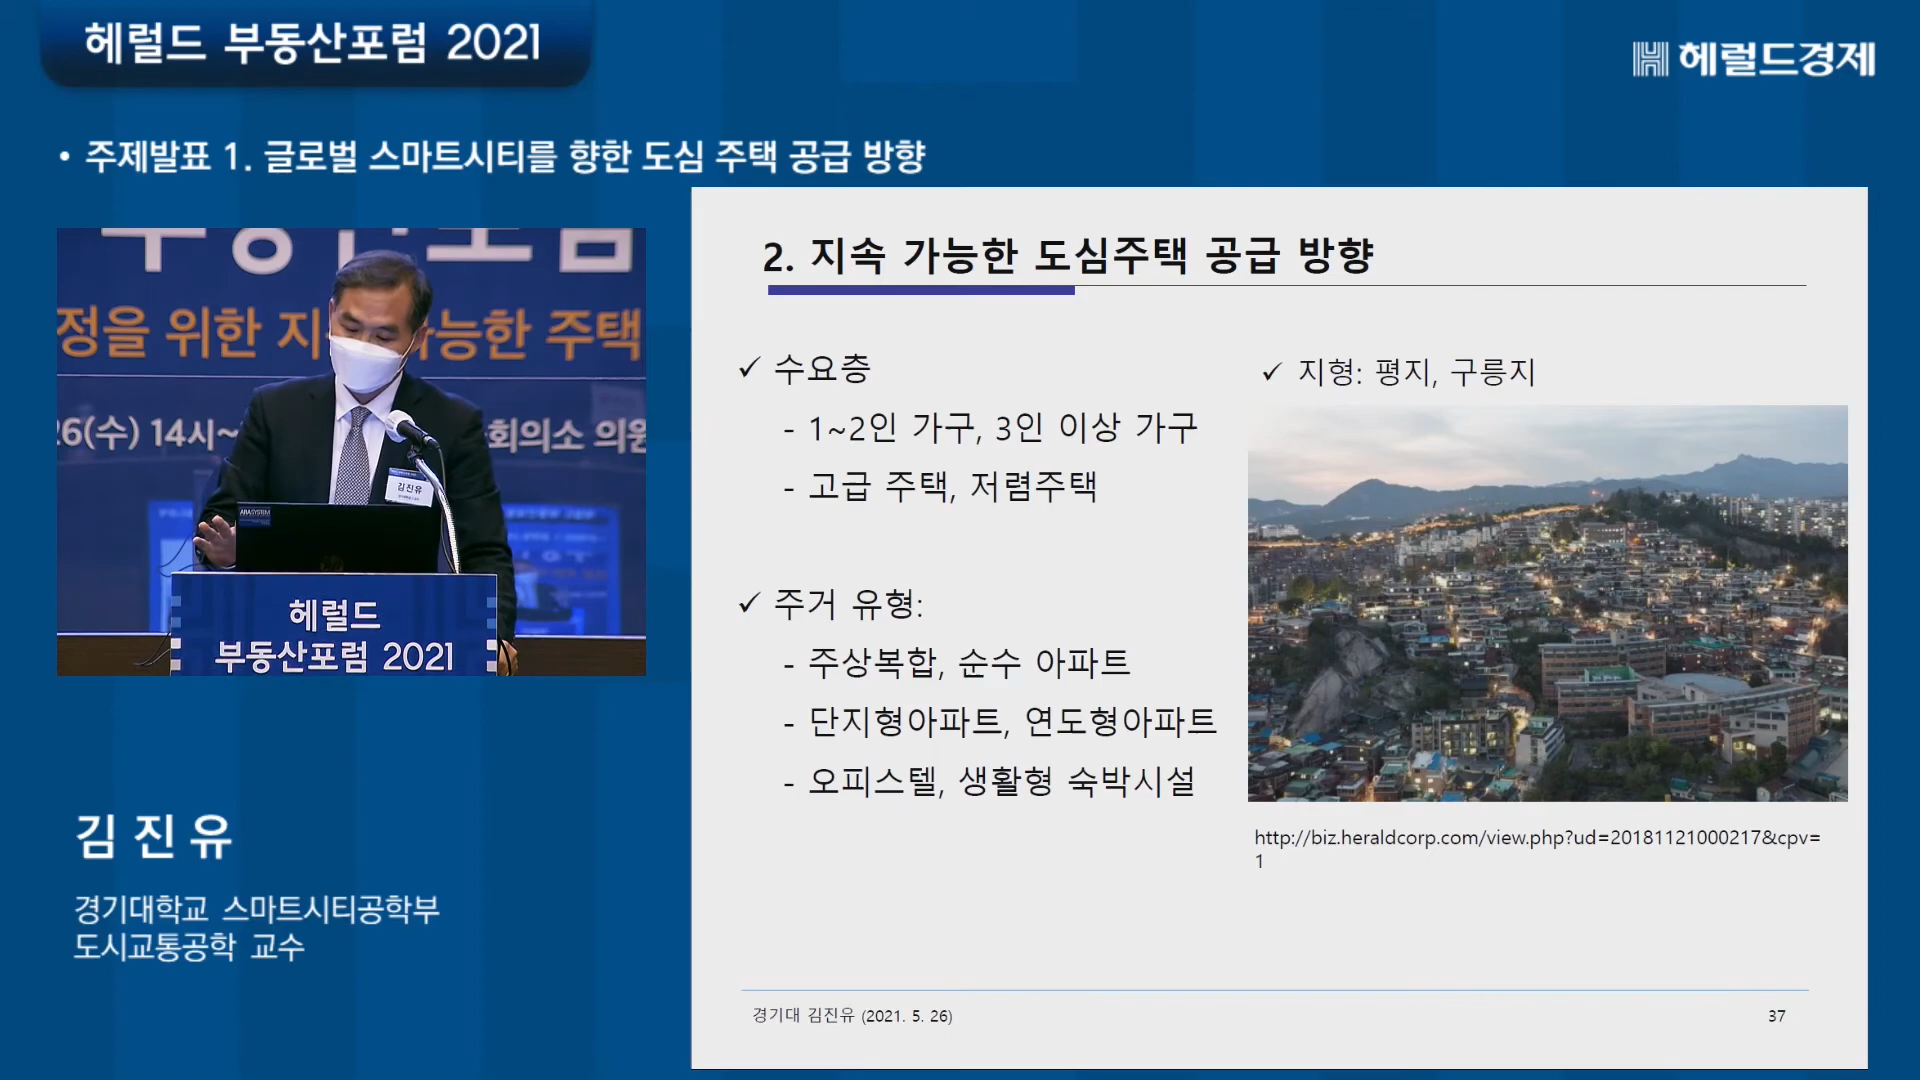 헤럴드 부동산포럼 2021
헤럴드경제
• 주제발표 1. 글로벌 스마트시티를 향한 도심 주택 공급 방향
정을 위한 지 가능한 주택
26(수) 14시~
회의소 의원
김진유
헤럴드
부동산포럼 2021
김진유
경기대학교 스마트시티공학부
도시교통공학 교수
2. 지속 가능한 도심주택 공급 방향
✓ 수요층
- 1~2인 가구, 3인 이상 가구
- 고급 주택, 저렴주택
✓ 주거 유형:
- 주상복합, 순수 아파트
- 단지형아파트, 연도형아파트
- 오피스텔, 생활형 숙박시설
✓ 지형: 평지, 구릉지
http://biz.heraldcorp.com/view.php?ud=20181121000217&cpv=
1
경기대 김진유 (2021. 5. 26)
37